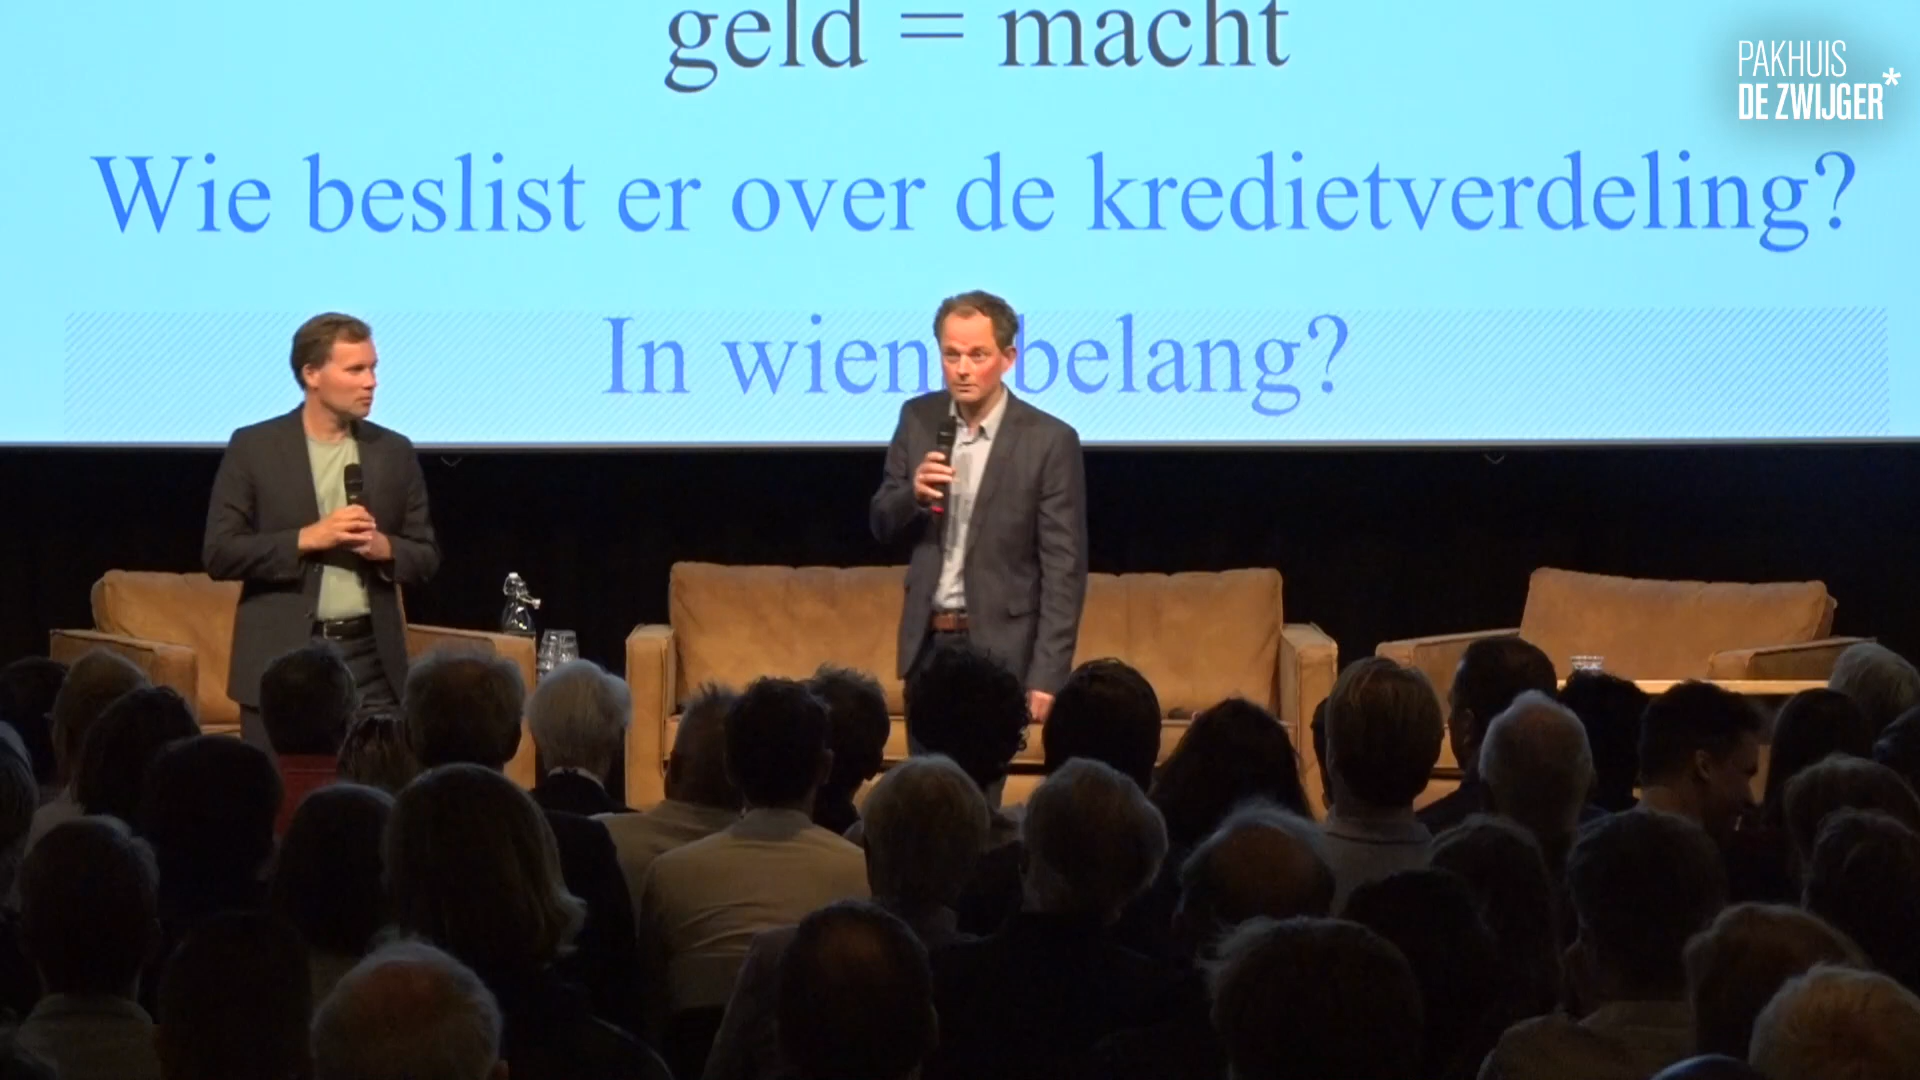 geld = macht
PAKHUIS
DE ZWIJGER*
Wie beslist er over de kredietverdeling?
In wiens belang?